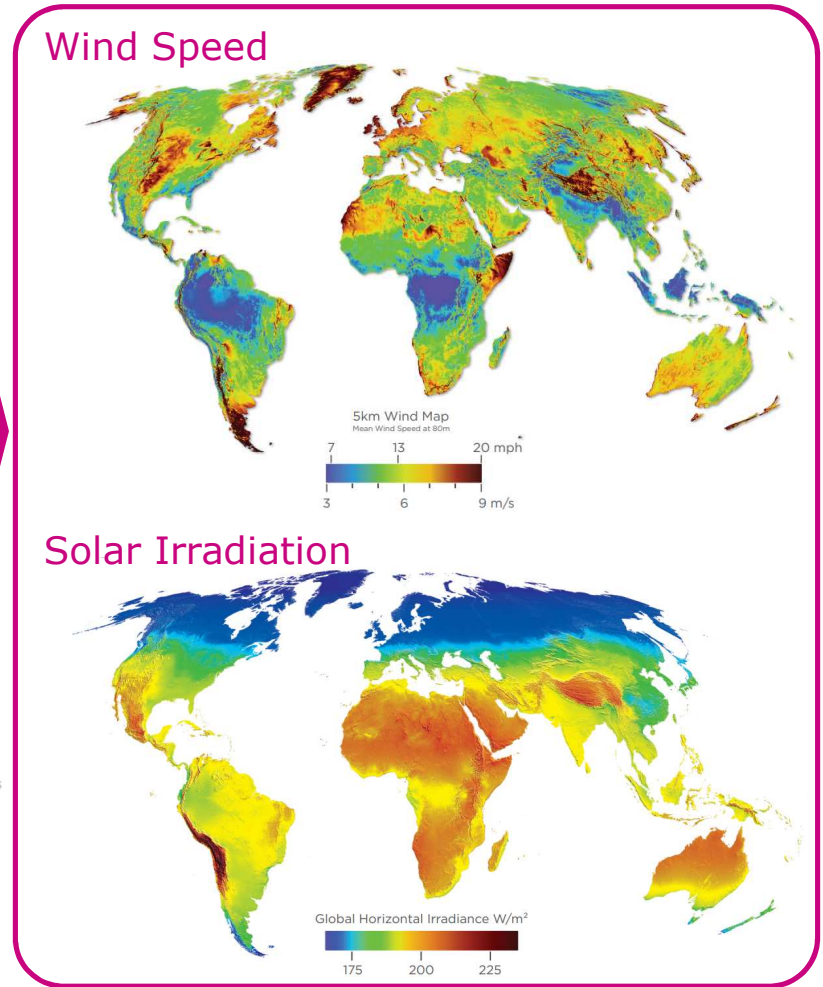 Wind Speed
5km Wind Map
Mean Wind Speed at 80m
7 13 20 mph
3 6 9 m/s
Solar Irradiation
Global Horizontal Irradiance W/m²
175 200 225